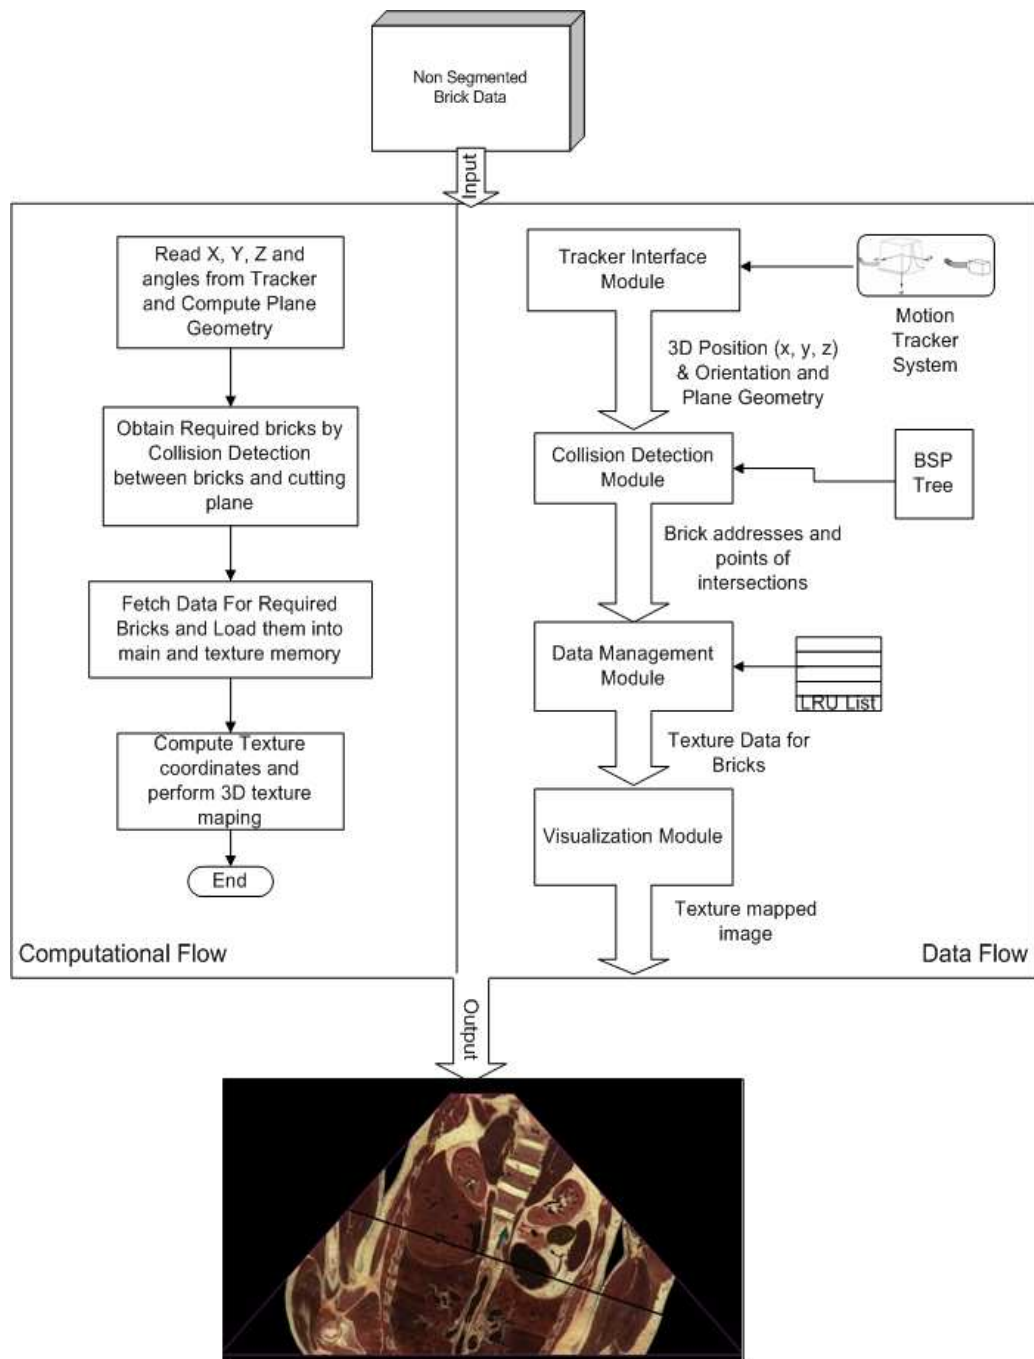 Non Segmented
Brick Data
Input
Read X, Y, Z and
angles from Tracker
and Compute Plane
Geometry
Obtain Required bricks by
Collision Detection
between bricks and cutting
plane
Fetch Data For Required
Bricks and Load them into
main and texture memory
Compute Texture
coordinates and
perform 3D texture
maping
End
Computational Flow
Tracker Interface
Module
Motion
Tracker
System
3D Position (x, y, z)
& Orientation and
Plane Geometry
Collision Detection
Module
BSP
Tree
Brick addresses and
points of
intersections
Data Management
Module
LRU List
Texture Data for
Bricks
Visualization Module
Texture mapped
image
Data Flow
Output